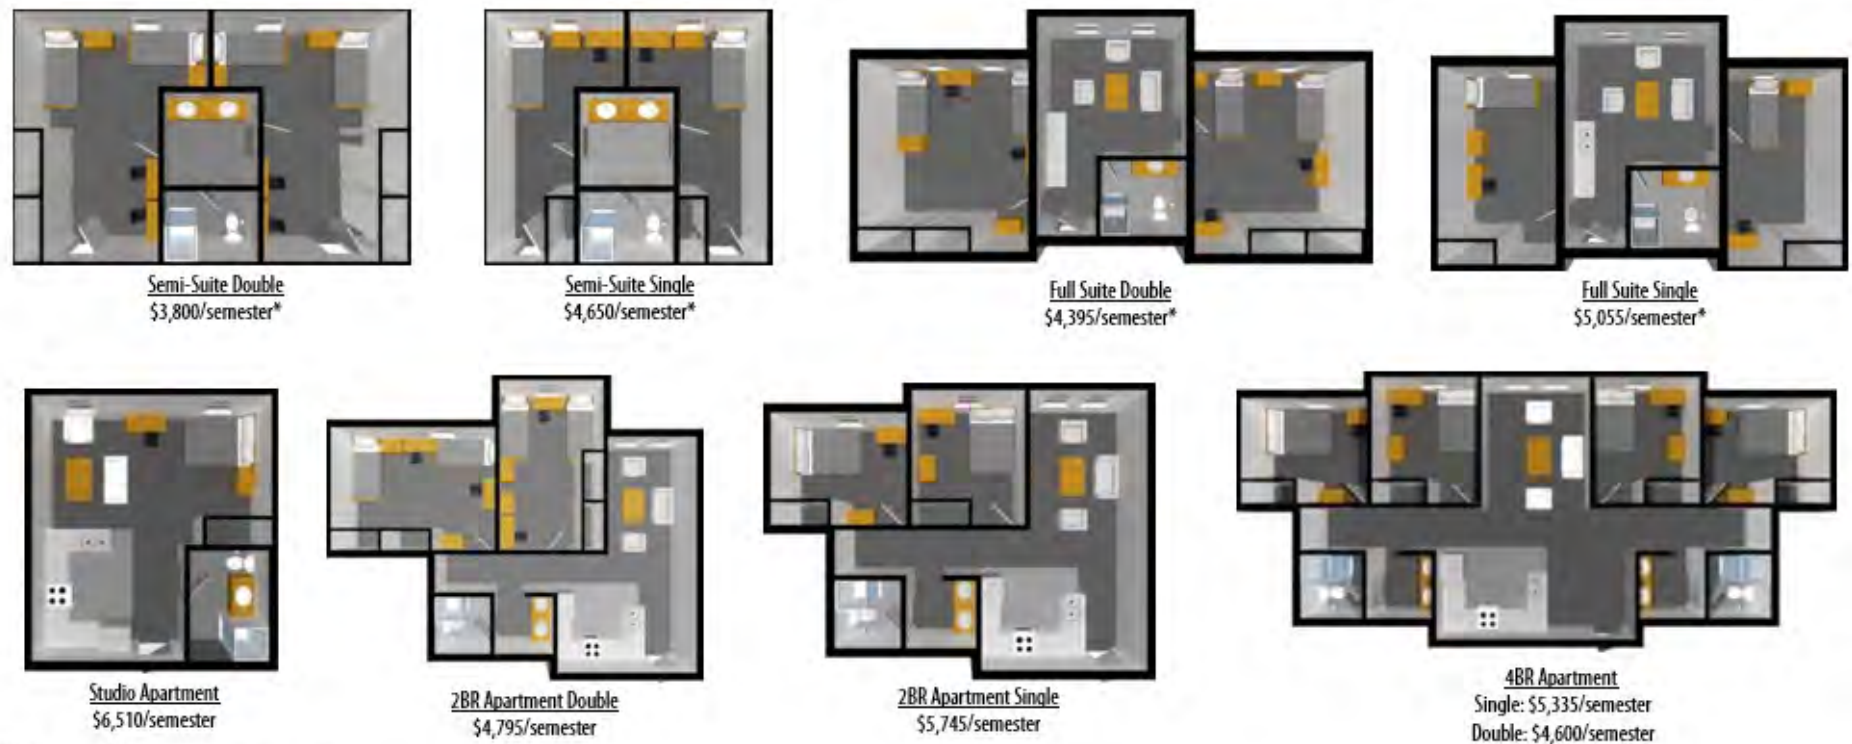 Semi-Suite Double
$3,800/semester*
Semi-Suite Single
$4,650/semester*
Full Suite Double
$4,395/semester*
Full Suite Single
$5,055/semester*
Studio Apartment
$6,510/semester
2BR Apartment Double
$4,795/semester
2BR Apartment Single
$5,745/semester
4BR Apartment
Single: $5,335/semester
Double: $4,600/semester